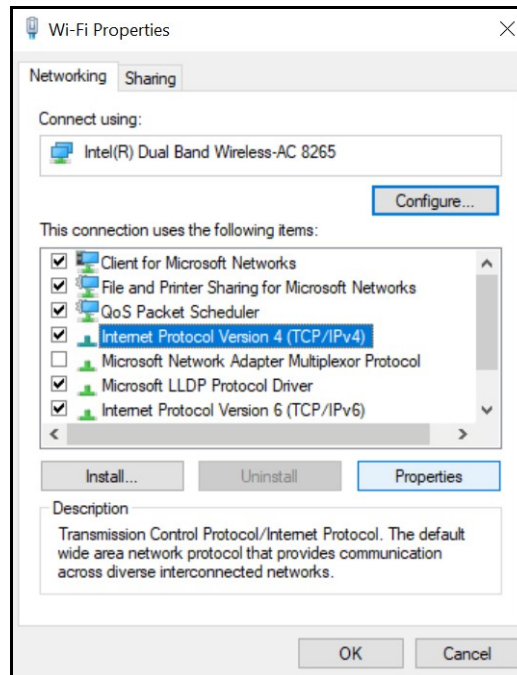 Wi-Fi Properties
Networking
Sharing
Connect using:
Intel(R) Dual Band Wireless-AC 8265
Configure...
This connection uses the following items:
Client for Microsoft Networks
File and Printer Sharing for Microsoft Networks
QoS Packet Scheduler
Internet Protocol Version 4 (TCP/IPv4)
Microsoft Network Adapter Multiplexor Protocol
Microsoft LLDP Protocol Driver
Internet Protocol Version 6 (TCP/IPv6)
Install...
Uninstall
Properties
Description
Transmission Control Protocol/Internet Protocol. The default
wide area network protocol that provides communication
across diverse interconnected networks.
OK
Cancel